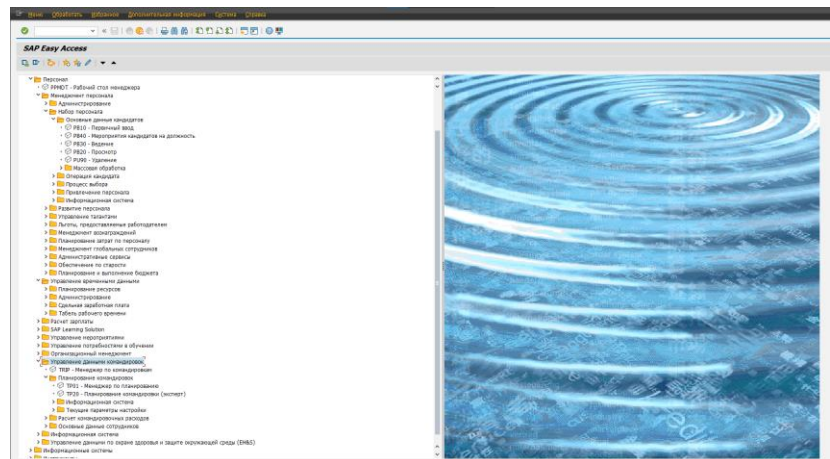 Меню Обработать Избранное Дополнительная информация Система Справка
SAP Easy Access
Персонал
PPMDT - Рабочий стол менеджера
Менеджмент персонала
Администрирование
Набор персонала
Основные данные кандидатов
PB10 - Первичный ввод
PB40 - Мероприятия кандидатов на должность
PB30 - Ведение
PB20 - Просмотр
PU90 - Удаление
Массовая обработка
Операция кандидата
Процесс выбора
Привлечение персонала
Информационная система
Развитие персонала
Управление талантами
Льготы, предоставляемые работодателем
Менеджмент вознаграждений
Планирование затрат по персоналу
Менеджмент глобальных сотрудников
Административные сервисы
Обеспечение по старости
Планирование и выполнение бюджета
Управление временными данными
Планирование ресурсов
Администрирование
Сдельная заработная плата
Табель рабочего времени
Расчет зарплаты
SAP Learning Solution
Управление мероприятиями
Управление потребностями в обучении
Организационный менеджмент
Управление данными командировок
TRIP - Менеджер по командировкам
Планирование командировок
TP01 - Менеджер по планированию
TP20 - Планирование командировки (эксперт)
Информационная система
Текущие параметры настройки
Расчет командировочных расходов
Основные данные сотрудников
Информационная система
Управление данными по охране здоровья и защите окружающей среды (EH&S)
Информационные системы